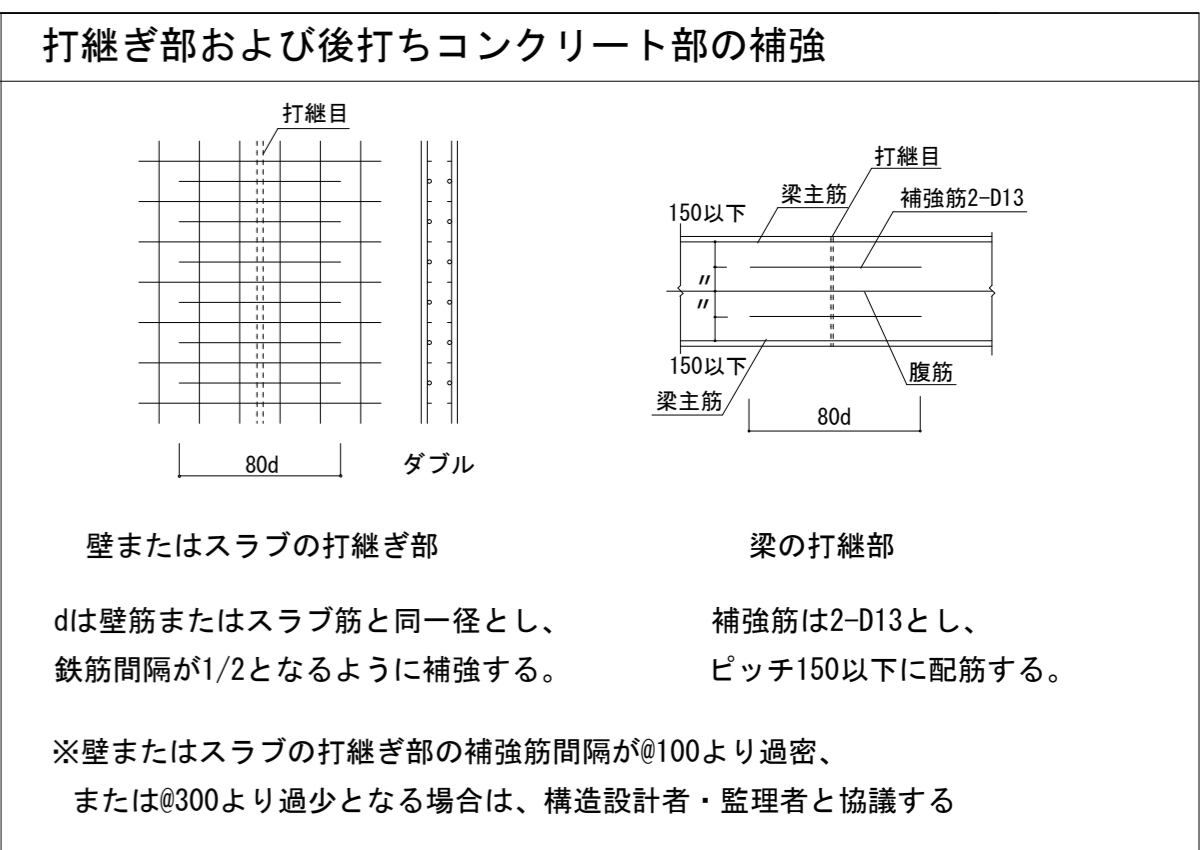 打継ぎ部および後打ちコンクリート部の補強
打継目
80d
ダブル
打継目
梁主筋
補強筋2-D13
150以下
〃
〃
150以下
梁主筋
腹筋
80d
壁またはスラブの打継ぎ部
梁の打継部
dは壁筋またはスラブ筋と同一径とし、
鉄筋間隔が1/2となるように補強する。
補強筋は2-D13とし、
ピッチ150以下に配筋する。
※壁またはスラブの打継ぎ部の補強筋間隔が@100より過密、
または@300より過少となる場合は、構造設計者・監理者と協議する